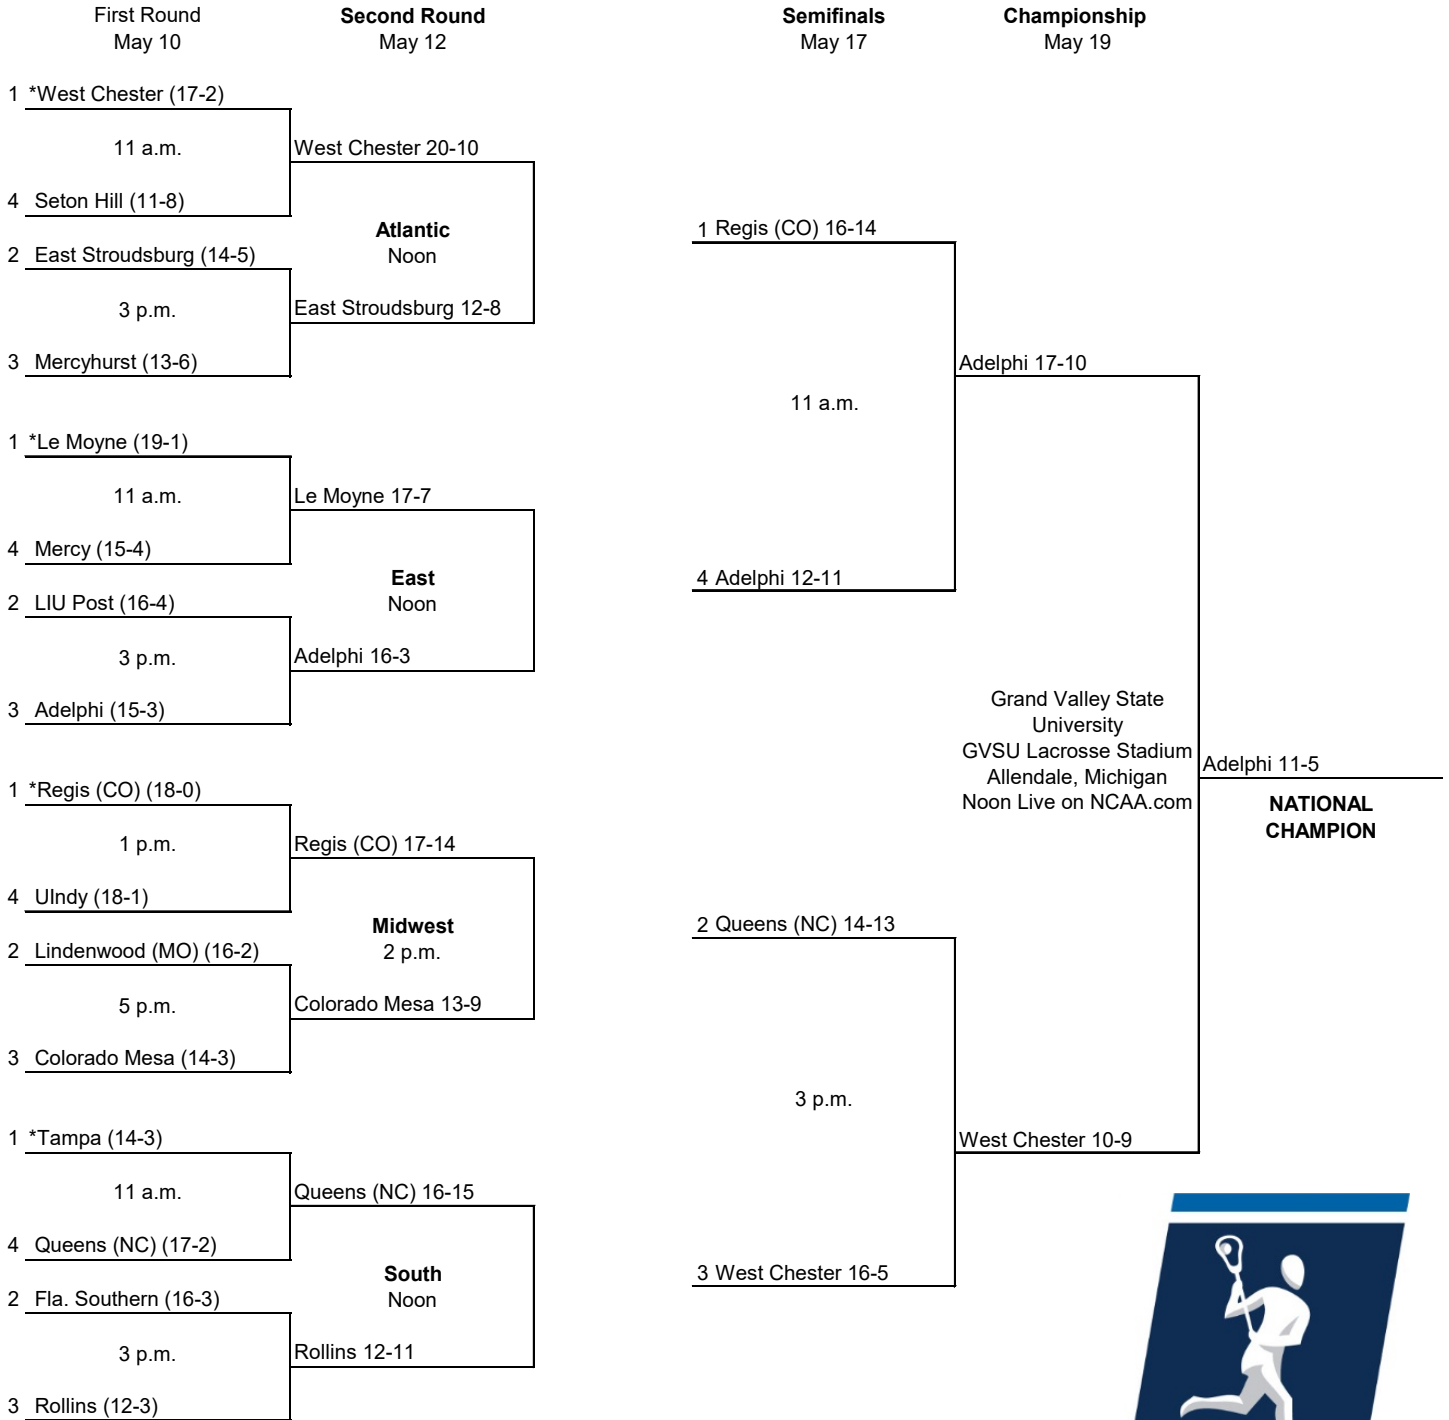 First Round
May 10
Second Round
May 12
Semifinals
May 17
Championship
May 19
1 *West Chester (17-2)
11 a.m.
4 Seton Hill (11-8)
2 East Stroudsburg (14-5)
3 p.m.
3 Mercyhurst (13-6)
West Chester 20-10
Atlantic
Noon
East Stroudsburg 12-8
1 *Le Moyne (19-1)
11 a.m.
4 Mercy (15-4)
2 LIU Post (16-4)
3 p.m.
3 Adelphi (15-3)
Le Moyne 17-7
East
Noon
Adelphi 16-3
1 *Regis (CO) (18-0)
1 p.m.
4 UIndy (18-1)
2 Lindenwood (MO) (16-2)
5 p.m.
3 Colorado Mesa (14-3)
Regis (CO) 17-14
Midwest
2 p.m.
Colorado Mesa 13-9
1 *Tampa (14-3)
11 a.m.
4 Queens (NC) (17-2)
2 Fla. Southern (16-3)
3 p.m.
3 Rollins (12-3)
Queens (NC) 16-15
South
Noon
Rollins 12-11
1 Regis (CO) 16-14
11 a.m.
4 Adelphi 12-11
2 Queens (NC) 14-13
3 p.m.
3 West Chester 16-5
Adelphi 17-10
Grand Valley State
University
GVSU Lacrosse Stadium
Allendale, Michigan
Noon Live on NCAA.com
West Chester 10-9
Adelphi 11-5
NATIONAL
CHAMPION